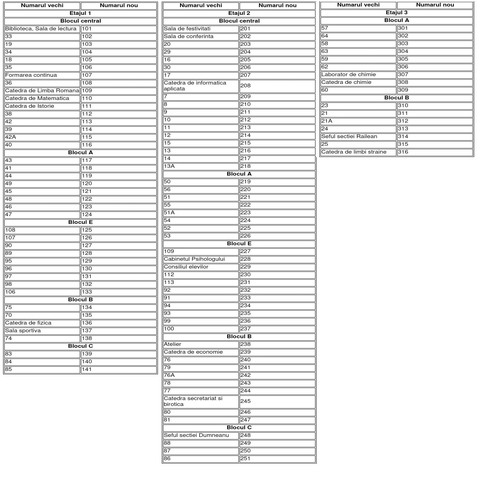 Numarul vechi Numarul nou
Etajul 1
Blocul central
Biblioteca, Sala de lectura 101
33 102
19 103
34 104
18 105
35 106
Formarea continua 107
36 108
Catedra de Limba Romana 109
Catedra de Matematica 110
Catedra de Istorie 111
38 112
42 113
39 114
42A 115
40 116
Blocul A
43 117
41 118
44 119
49 120
45 121
48 122
46 123
47 124
Blocul E
108 125
107 126
90 127
89 128
95 129
96 130
97 131
98 132
106 133
Blocul B
75 134
70 135
Catedra de fizica 136
Sala sportiva 137
74 138
Blocul C
83 139
84 140
85 141
Numarul vechi Numarul nou
Etajul 2
Blocul central
Sala de festivitati 201
Sala de conferinta 202
20 203
29 204
16 205
30 206
17 207
Catedra de informatica
aplicata 208
7 209
8 210
9 211
10 212
11 213
12 214
15 215
13 216
14 217
13A 218
Blocul A
50 219
56 220
51 221
55 222
51A 223
54 224
52 225
53 226
Blocul E
109 227
Cabinetul Psihologului 228
Consiliul elevilor 229
112 230
113 231
92 232
91 233
94 234
93 235
99 236
100 237
Blocul B
Atelier 238
Catedra de economie 239
76 240
79 241
76A 242
78 243
77 244
Catedra secretariat si
birotica 245
80 246
81 247
Blocul C
Seful sectiei Dumneanu 248
88 249
87 250
86 251
Numarul vechi Numarul nou
Etajul 3
Blocul A
57 301
64 302
58 303
63 304
59 305
62 306
Laborator de chimie 307
Catedra de chimie 308
60 309
Blocul B
23 310
21 311
21A 312
24 313
Seful sectiei Railean 314
25 315
Catedra de limbi straine 316